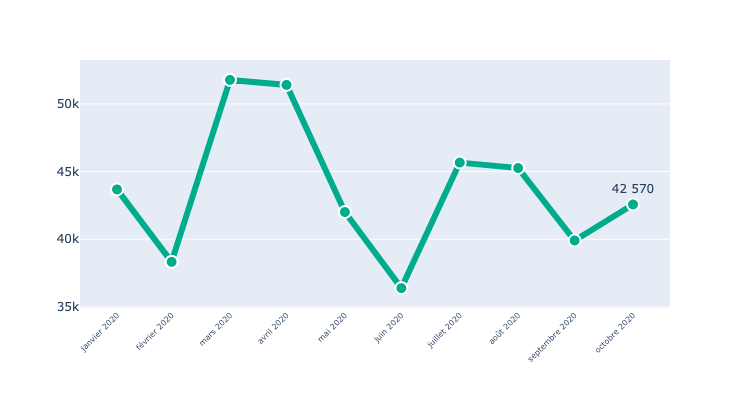 50k
45k
42 570
40k
35k
janvier 2020
février 2020
mars 2020
avril 2020
mai 2020
juin 2020
juillet 2020
août 2020
septembre 2020
octobre 2020